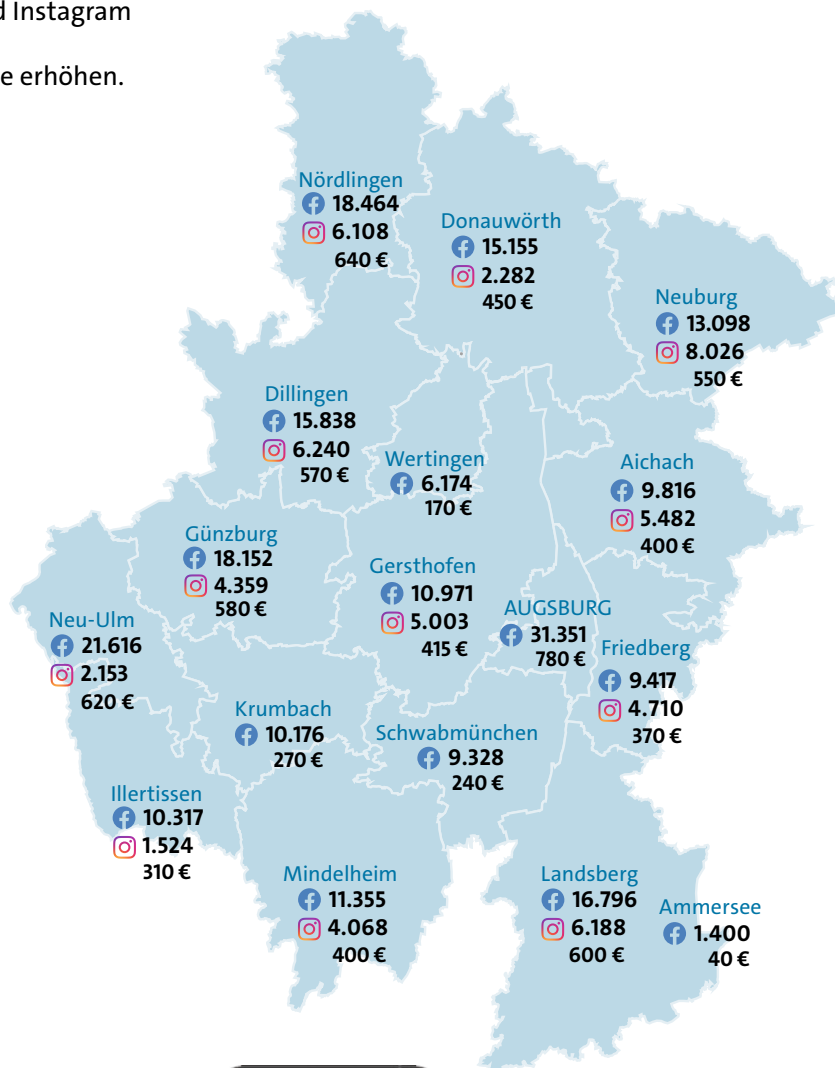 d Instagram
e erhöhen.
Nördlingen
18.464
6.108
640 €
Donauwörth
15.155
2.282
450 €
Neuburg
13.098
8.026
550 €
Dillingen
15.838
6.240
570 €
Wertingen
6.174
170 €
Aichach
9.816
5.482
400 €
Günzburg
18.152
4.359
580 €
Gersthofen
10.971
5.003
415 €
AUGSBURG
31.351
780 €
Neu-Ulm
21.616
2.153
620 €
Friedberg
9.417
4.710
370 €
Krumbach
10.176
270 €
Schwabmünchen
9.328
240 €
Illertissen
10.317
1.524
310 €
Mindelheim
11.355
4.068
400 €
Landsberg
16.796
6.188
600 €
Ammersee
1.400
40 €